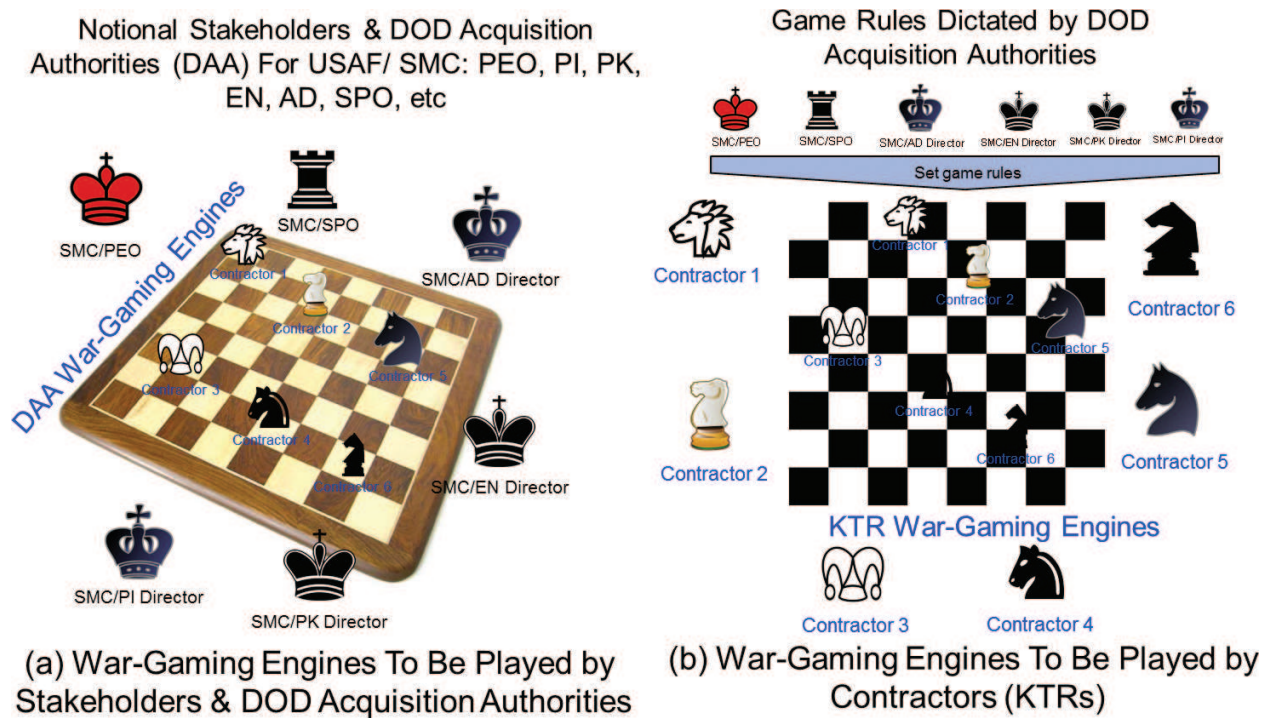 Notional Stakeholders & DOD Acquisition
Authorities (DAA) For USAF/ SMC: PEO, PI, PK,
EN, AD, SPO, etc
SMC/PEO
SMC/SPO
SMC/AD Director
DAA War-Gaming Engines
Contractor 1
Contractor 2
Contractor 5
Contractor 3
Contractor 4
Contractor 6
SMC/EN Director
SMC/PI Director
SMC/PK Director
(a) War-Gaming Engines To Be Played by
Stakeholders & DOD Acquisition Authorities
Game Rules Dictated by DOD
Acquisition Authorities
SMC/PEO
SMC/SPO
SMC/AD Director
SMC/EN Director
SMC/PK Director
SMC/PI Director
Set game rules
Contractor 1
Contractor 1
Contractor 2
Contractor 6
Contractor 3
Contractor 5
Contractor 4
Contractor 6
Contractor 2
Contractor 5
KTR War-Gaming Engines
Contractor 3
Contractor 4
(b) War-Gaming Engines To Be Played by
Contractors (KTRs)